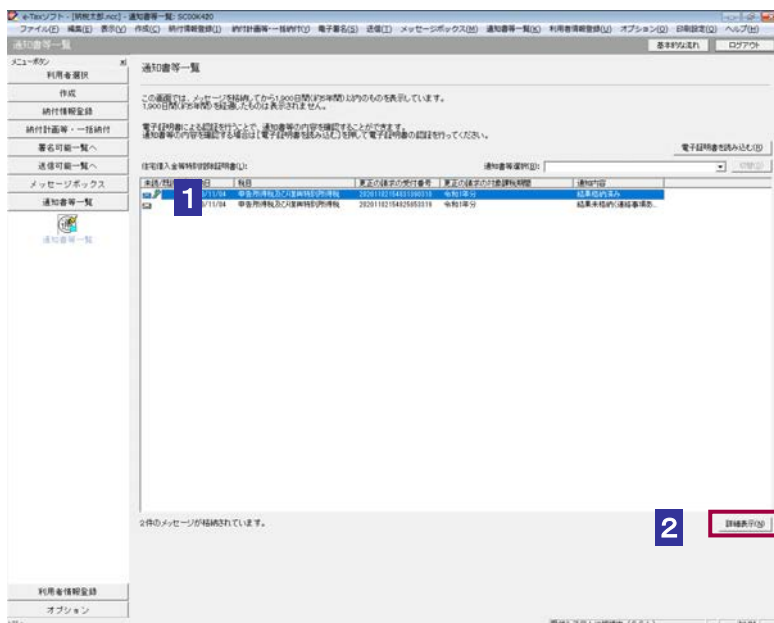 e-Taxソフト - [納税太郎.ncc] - [通知書等一覧: SC00K420]
ファイル(F) 編集(E) 表示(V) 作成(C) 納付情報登録(I) 納付計画等・一括納付(Y) 電子署名(S) 送信(T) メッセージボックス(M) 通知書等一覧(K) 利用者情報登録(U) オプション(O) 印刷設定(Q) ヘルプ(H)
通知書等一覧
基本的な流れ ログアウト
メニューボタン
利用者選択
作成
納付情報登録
納付計画等・一括納付
署名可能一覧へ
送信可能一覧へ
メッセージボックス
通知書等一覧
通知書等一覧
利用者情報登録
オプション
通知書等一覧
この画面では、メッセージを格納してから1,900日間(約5年間)以内のものを表示しています。
1,900日間(約5年間)を経過したものは表示されません。
電子証明書による認証を行うことで、通知書等の内容を確認することができます。
通知書等の内容を確認する場合は【電子証明書を読み込む】を押して電子証明書の認証を行ってください。
電子証明書を読み込む(B)
住宅借入金等特別控除証明書(L):
通知書等選択(D):
切替(Z)
税目 更正の請求の受付番号 更正の請求の対象課税期間 通知内容
/11/04 申告所得税及び復興特別所得税 令和1年分 結果格納済み
/11/04 申告所得税及び復興特別所得税 令和1年分 結果未格納(連絡事項あ..
1
2件のメッセージが格納されています。
2
詳細表示(N)